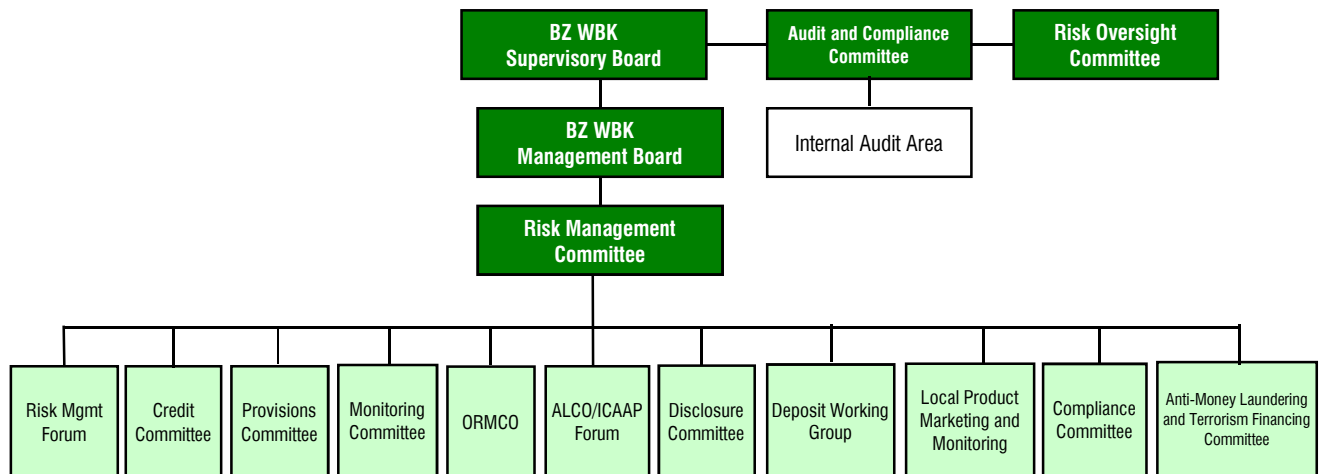 BZ WBK
Supervisory Board
Audit and Compliance
Committee
Risk Oversight
Committee
BZ WBK
Management Board
Internal Audit Area
Risk Management
Committee
Risk Mgmt
Forum
Credit
Committee
Provisions
Committee
Monitoring
Committee
ORMCO
ALCO/ICAAP
Forum
Disclosure
Committee
Deposit Working
Group
Local Product
Marketing and
Monitoring
Compliance
Committee
Anti-Money Laundering
and Terrorism Financing
Committee